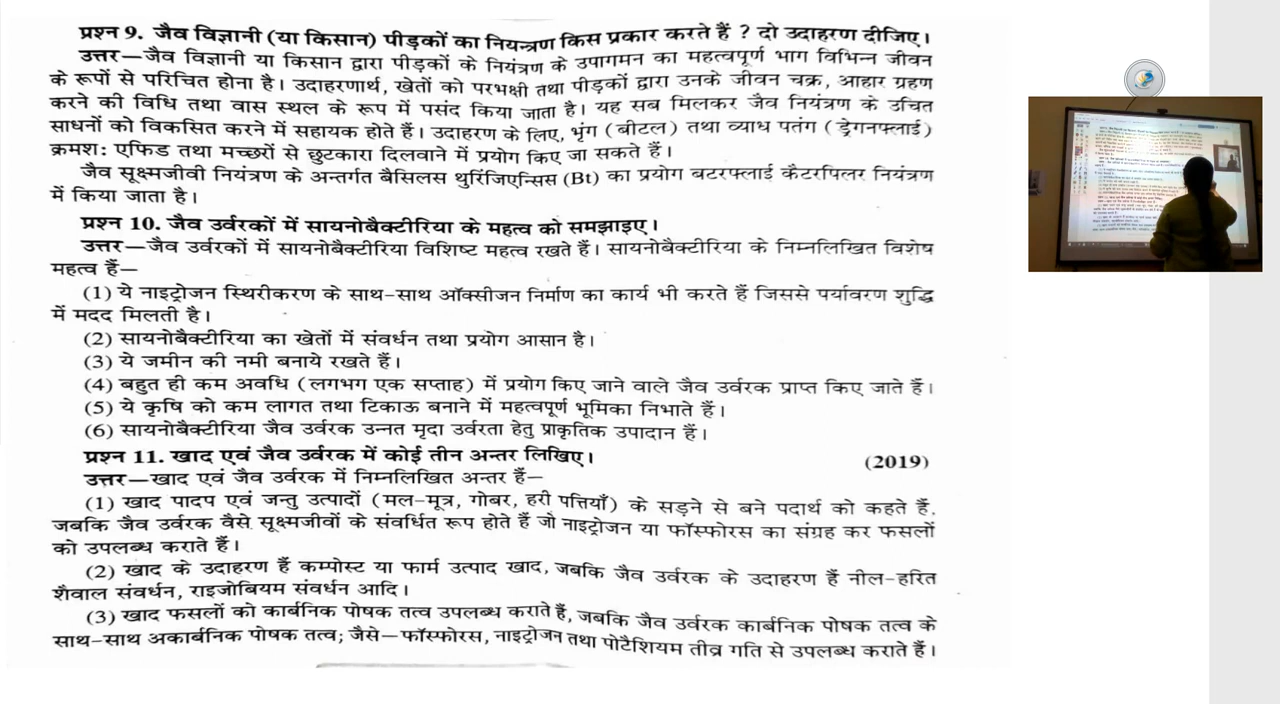 प्रश्न 9. जैव विज्ञानी (या किसान) पीड़कों का नियन्त्रण किस प्रकार करते हैं ? दो उदाहरण दीजिए।
उत्तर—जैव विज्ञानी या किसान द्वारा पीड़कों के नियंत्रण के उपागमन का महत्वपूर्ण भाग विभिन्न जीवन
के रूपों से परिचित होना है। उदाहरणार्थ, खेतों को परभक्षी तथा पीड़कों द्वारा उनके जीवन चक्र, आहार ग्रहण
करने की विधि तथा वास स्थल के रूप में पसंद किया जाता है। यह सब मिलकर जैव नियंत्रण के उचित
साधनों को विकसित करने में सहायक होते हैं। उदाहरण के लिए, भृंग (बीटल) तथा व्याध पतंग (ड्रेगनफ्लाई)
क्रमश: एफिड तथा मच्छरों से छुटकारा दिलवाने में प्रयोग किए जा सकते हैं।
जैव सूक्ष्मजीवी नियंत्रण के अन्तर्गत बैसिलस थुरिंजिएन्सिस (Bt) का प्रयोग बटरफ्लाई कैटरपिलर नियंत्रण
में किया जाता है।
प्रश्न 10. जैव उर्वरकों में सायनोबैक्टीरिया के महत्व को समझाइए।
उत्तर—जैव उर्वरकों में सायनोबैक्टीरिया विशिष्ट महत्व रखते हैं। सायनोबैक्टीरिया के निम्नलिखित विशेष
महत्व हैं—
(1) ये नाइट्रोजन स्थिरीकरण के साथ-साथ ऑक्सीजन निर्माण का कार्य भी करते हैं जिससे पर्यावरण शुद्धि
में मदद मिलती है।
(2) सायनोबैक्टीरिया का खेतों में संवर्धन तथा प्रयोग आसान है।
(3) ये जमीन की नमी बनाये रखते हैं।
(4) बहुत ही कम अवधि (लगभग एक सप्ताह) में प्रयोग किए जाने वाले जैव उर्वरक प्राप्त किए जाते हैं।
(5) ये कृषि को कम लागत तथा टिकाऊ बनाने में महत्वपूर्ण भूमिका निभाते हैं।
(6) सायनोबैक्टीरिया जैव उर्वरक उन्नत मृदा उर्वरता हेतु प्राकृतिक उपादान हैं।
प्रश्न 11. खाद एवं जैव उर्वरक में कोई तीन अन्तर लिखिए। (2019)
उत्तर—खाद एवं जैव उर्वरक में निम्नलिखित अन्तर हैं—
(1) खाद पादप एवं जन्तु उत्पादों (मल-मूत्र, गोबर, हरी पत्तियाँ) के सड़ने से बने पदार्थ को कहते हैं,
जबकि जैव उर्वरक वैसे सूक्ष्मजीवों के संवर्धित रूप होते हैं जो नाइट्रोजन या फॉस्फोरस का संग्रह कर फसलों
को उपलब्ध कराते हैं।
(2) खाद के उदाहरण हैं कम्पोस्ट या फार्म उत्पाद खाद, जबकि जैव उर्वरक के उदाहरण हैं नील-हरित
शैवाल संवर्धन, राइजोबियम संवर्धन आदि।
(3) खाद फसलों को कार्बनिक पोषक तत्व उपलब्ध कराते हैं, जबकि जैव उर्वरक कार्बनिक पोषक तत्व के
साथ-साथ अकार्बनिक पोषक तत्व; जैसे—फॉस्फोरस, नाइट्रोजन तथा पोटैशियम तीव्र गति से उपलब्ध कराते हैं।